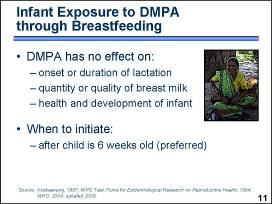 Infant Exposure to DMPA
through Breastfeeding
• DMPA has no effect on:
– onset or duration of lactation
– quantity or quality of breast milk
– health and development of infant
• When to initiate:
– after child is 6 weeks old (preferred)
Source: Koetsawang, 1987; WHO Task Force for Epidemiological Research on Reproductive Health, 1994;
WHO, 2004, updated 2008.
11